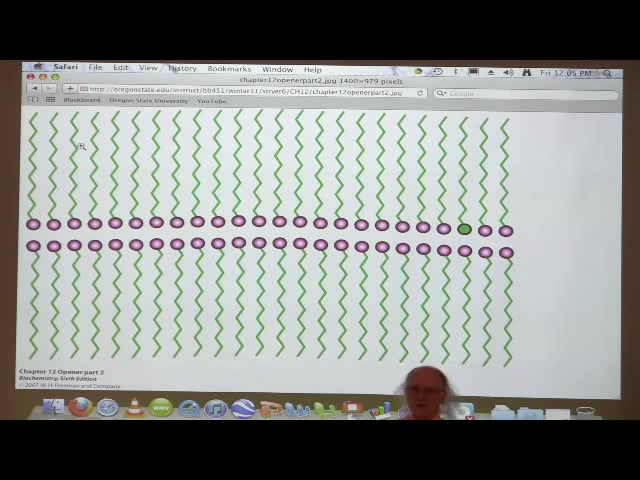 Safari File Edit View History Bookmarks Window Help Fri 12:05 PM
chapter12openerpart2.jpg 1400×979 pixels
http://oregonstate.edu/instruct/bb451/winter11/stryer6/CH12/chapter12openerpart2.jpg Google
Blackboard Oregon State University YouTube
Chapter 12 Opener part 2
Biochemistry, Sixth Edition
© 2007 W.H. Freeman and Company
WMV